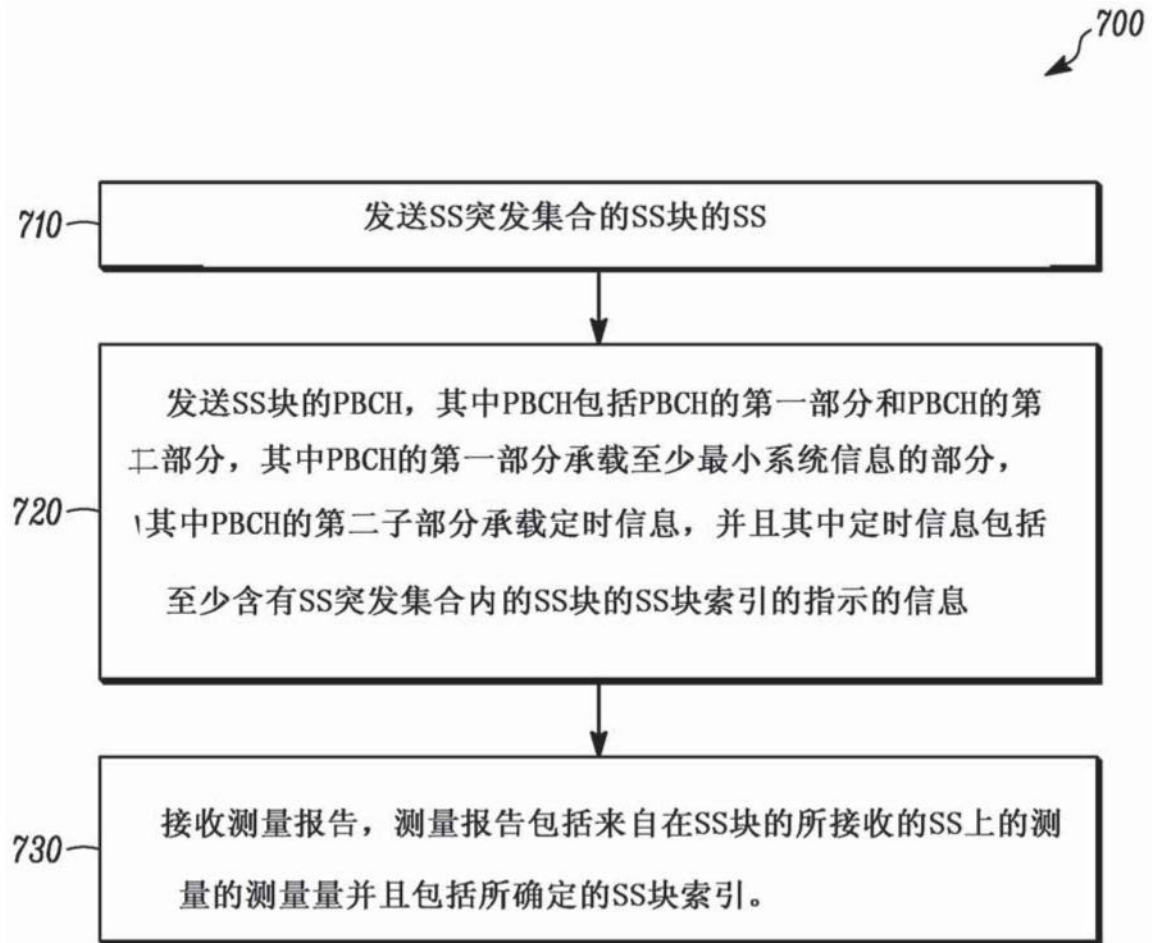 700
710
发送SS突发集合的SS块的SS
发送SS块的PBCH，其中PBCH包括PBCH的第一部分和PBCH的第
二部分，其中PBCH的第一部分承载至少最小系统信息的部分，
720
其中PBCH的第二子部分承载定时信息，并且其中定时信息包括
至少含有SS突发集合内的SS块的SS块索引的指示的信息
接收测量报告，测量报告包括来自在SS块的所接收的SS上的测
730
量的测量量并且包括所确定的SS块索引。